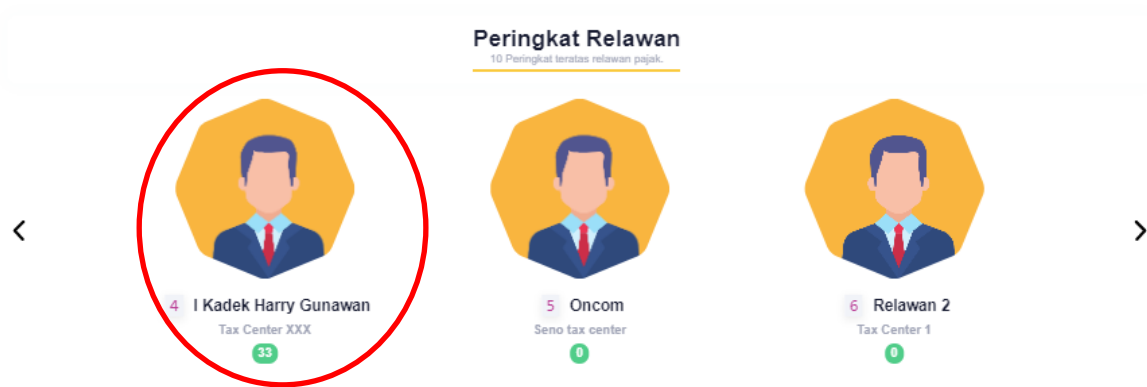 Peringkat Relawan
10 Peringkat teratas relawan pajak.
4 I Kadek Harry Gunawan
Tax Center XXX
33
5 Oncom
Seno tax center
0
6 Relawan 2
Tax Center 1
0